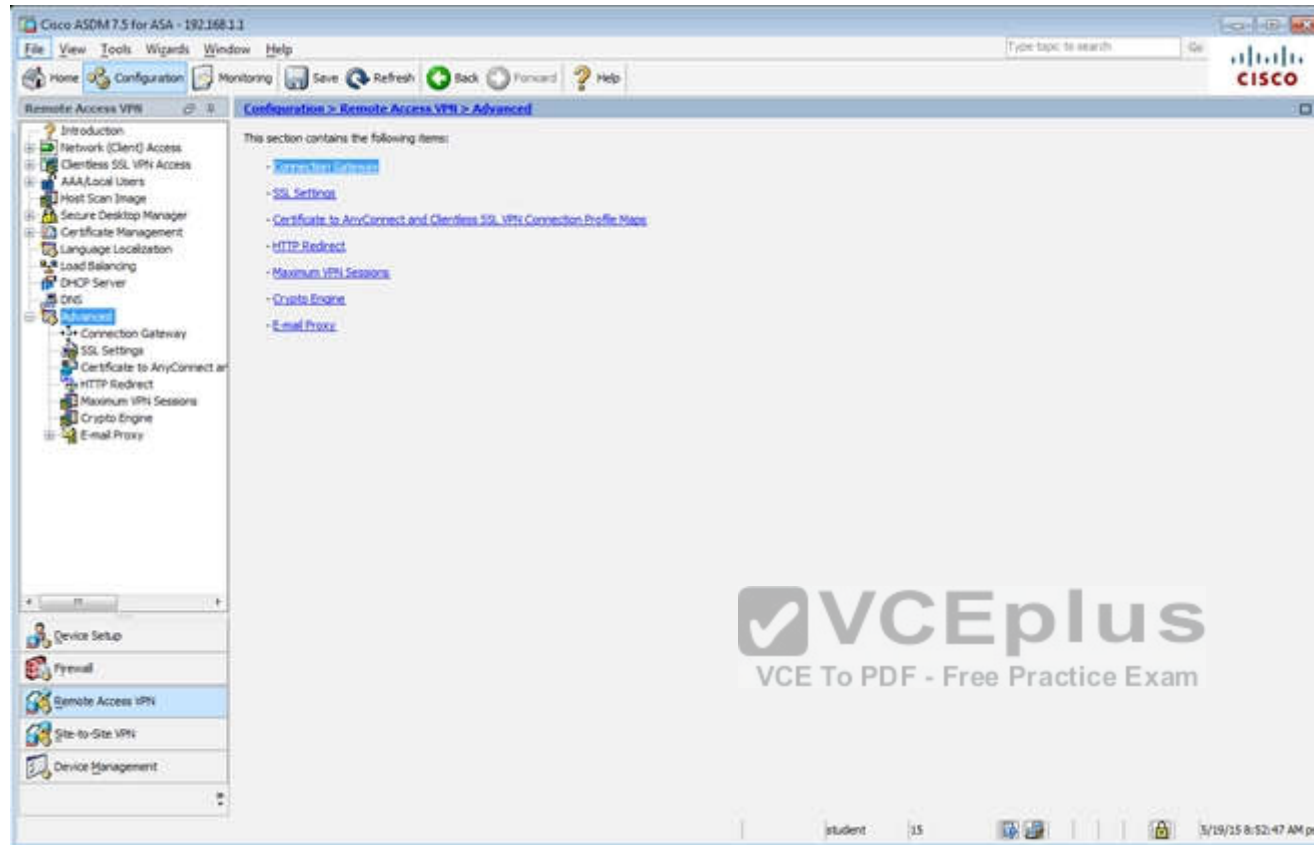 Cisco ASDM 7.5 for ASA - 192.168.1.1
File View Tools Wizards Window Help
Type topic to search Go
Home Configuration Monitoring Save Refresh Back Forward Help
CISCO
Remote Access VPN
Configuration > Remote Access VPN > Advanced
Introduction
Network (Client) Access
Clientless SSL VPN Access
AAA/Local Users
Host Scan Image
Secure Desktop Manager
Certificate Management
Language Localization
Load Balancing
DHCP Server
DNS
Advanced
Connection Gateway
SSL Settings
Certificate to AnyConnect an
HTTP Redirect
Maximum VPN Sessions
Crypto Engine
E-mail Proxy
This section contains the following items:
- Connection Gateway
- SSL Settings
- Certificate to AnyConnect and Clientless SSL VPN Connection Profile Maps
- HTTP Redirect
- Maximum VPN Sessions
- Crypto Engine
- E-mail Proxy
Device Setup
Firewall
Remote Access VPN
Site-to-Site VPN
Device Management
VCEplus
VCE To PDF - Free Practice Exam
student 15 5/19/15 8:52:47 AM p